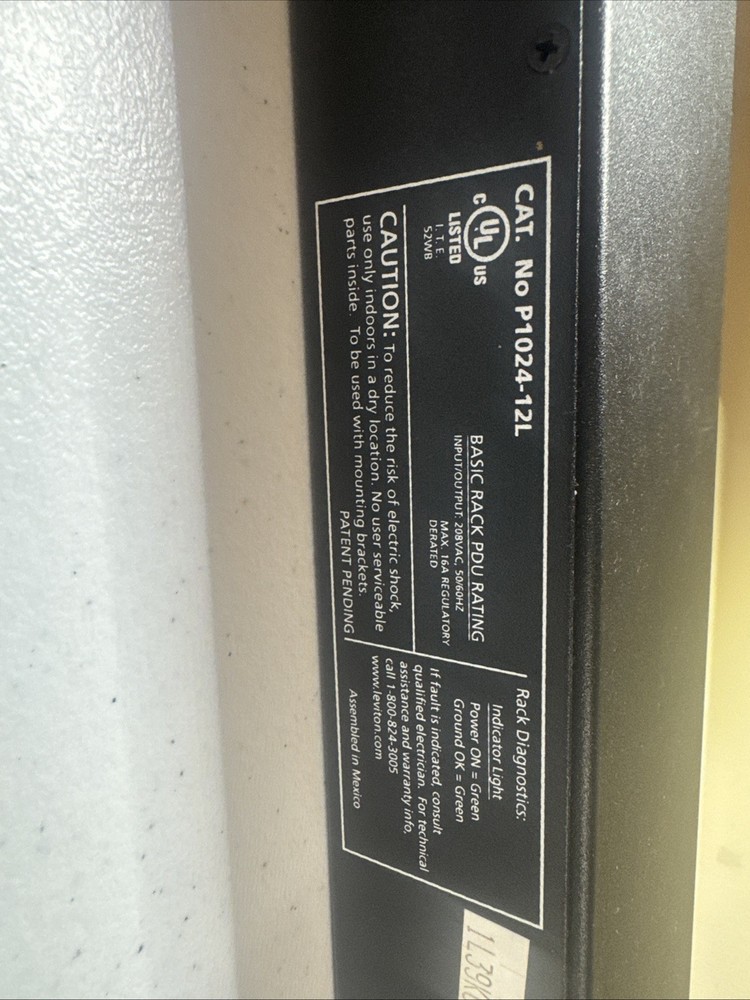 CAT. No P1024-12L
C UL US
LISTED
I.T.E.
52WB
BASIC RACK PDU RATING
INPUT/OUTPUT: 208VAC, 50/60HZ
MAX. 16A REGULATORY
DERATED
CAUTION: To reduce the risk of electric shock,
use only indoors in a dry location. No user serviceable
parts inside. To be used with mounting brackets.
PATENT PENDING
Rack Diagnostics:
Indicator Light
Power ON = Green
Ground OK = Green
If fault is indicated, consult
qualified electrician. For technical
assistance and warranty info,
call 1-800-824-3005
www.leviton.com
Assembled in Mexico